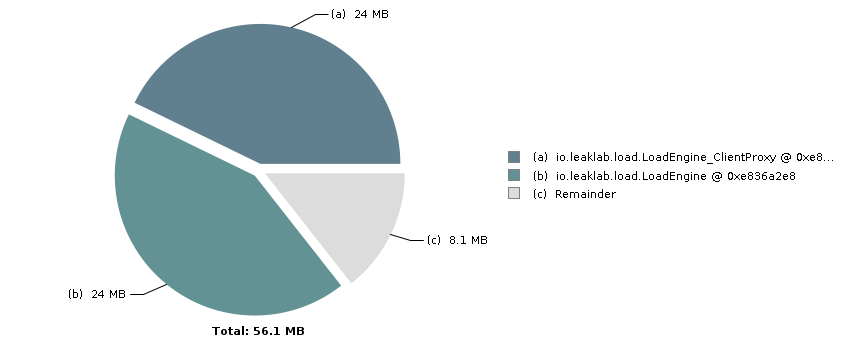 (a) 24 MB
(b) 24 MB
(c) 8.1 MB
Total: 56.1 MB
(a) io.leaklab.load.LoadEngine_ClientProxy @ 0xe8...
(b) io.leaklab.load.LoadEngine @ 0xe836a2e8
(c) Remainder